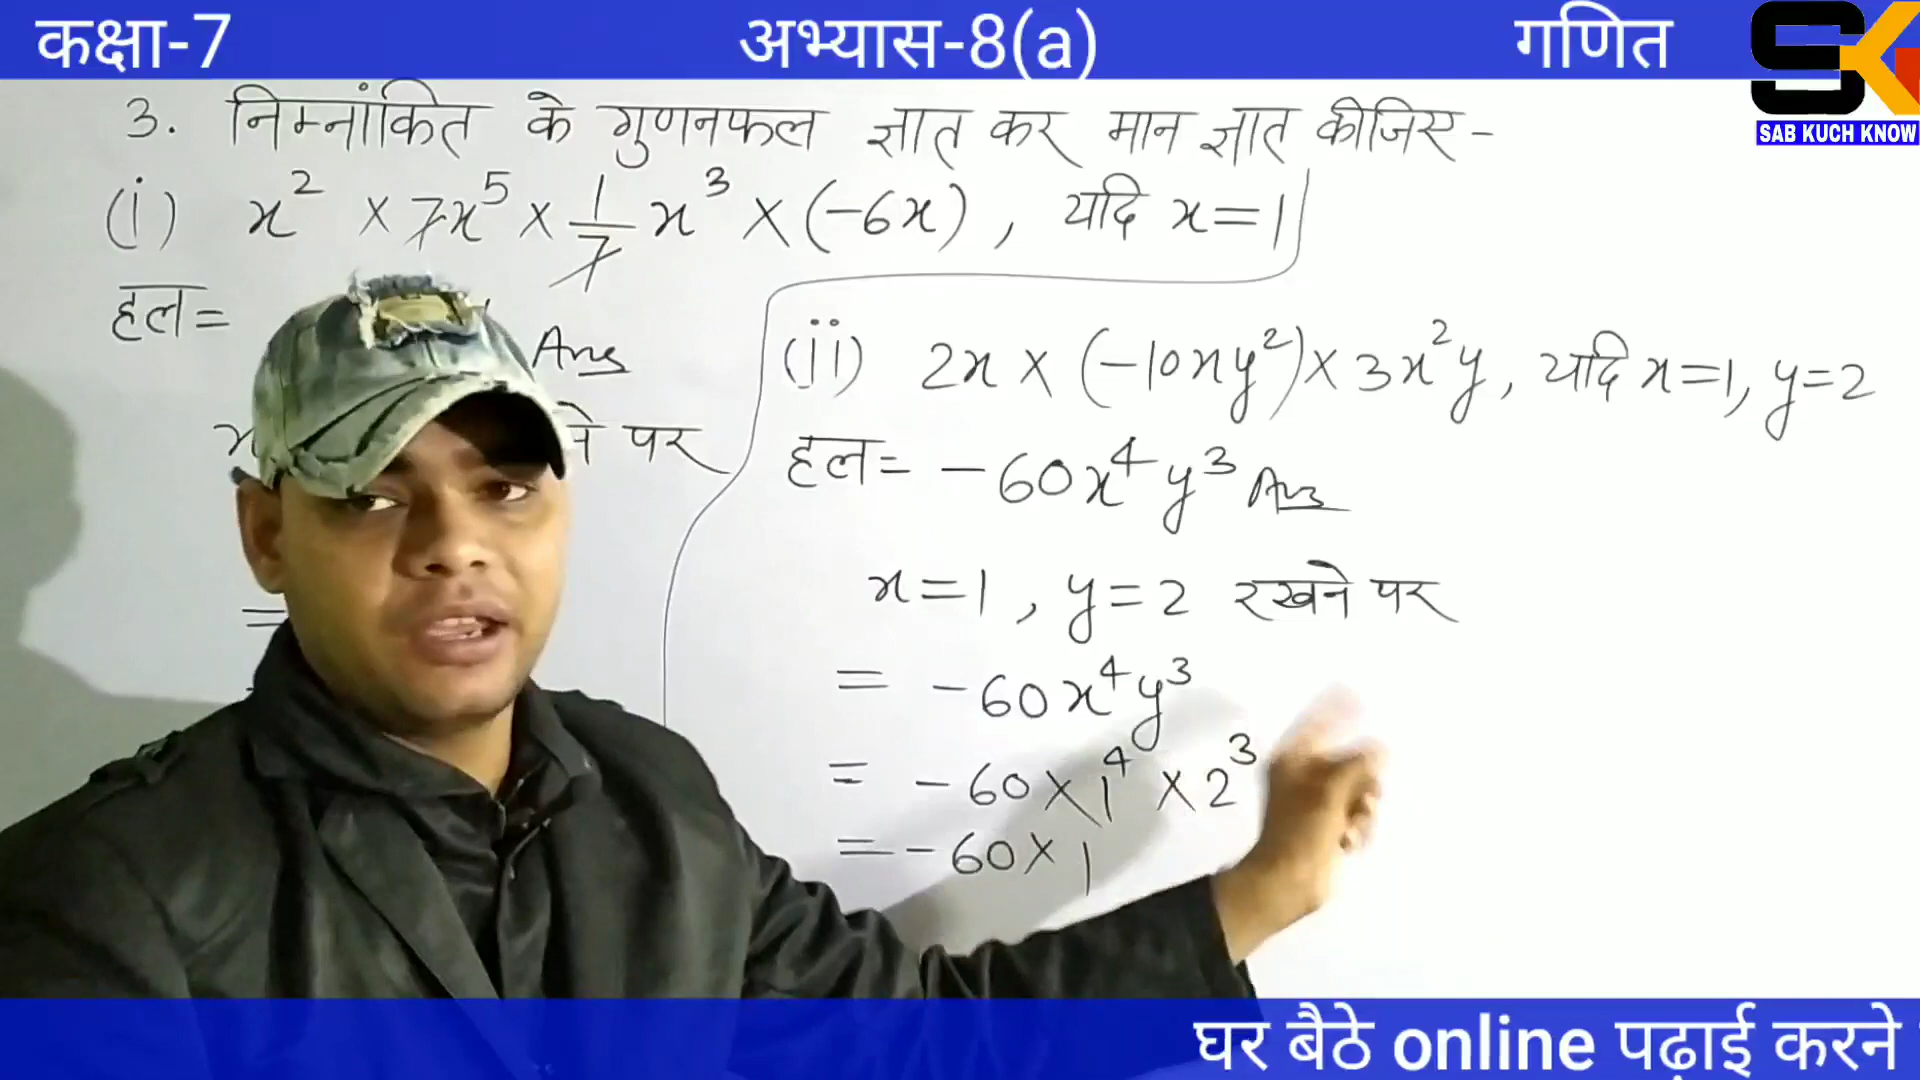 कक्षा-7 अभ्यास-8(a) गणित
SK
SAB KUCH KNOW
3. निम्नांकित के गुणनफल ज्ञात कर मान ज्ञात कीजिए-
(i) x² × 7x⁵ × 1/7 x³ × (-6x), यदि x=1
हल=
Ans
x
ने पर
=
(ii) 2x × (-10xy²) × 3x²y, यदि x=1, y=2
हल= -60x⁴y³ Ans
x=1, y=2 रखने पर
= -60x⁴y³
= -60×1⁴×2³
= -60×1
घर बैठे online पढ़ाई करने